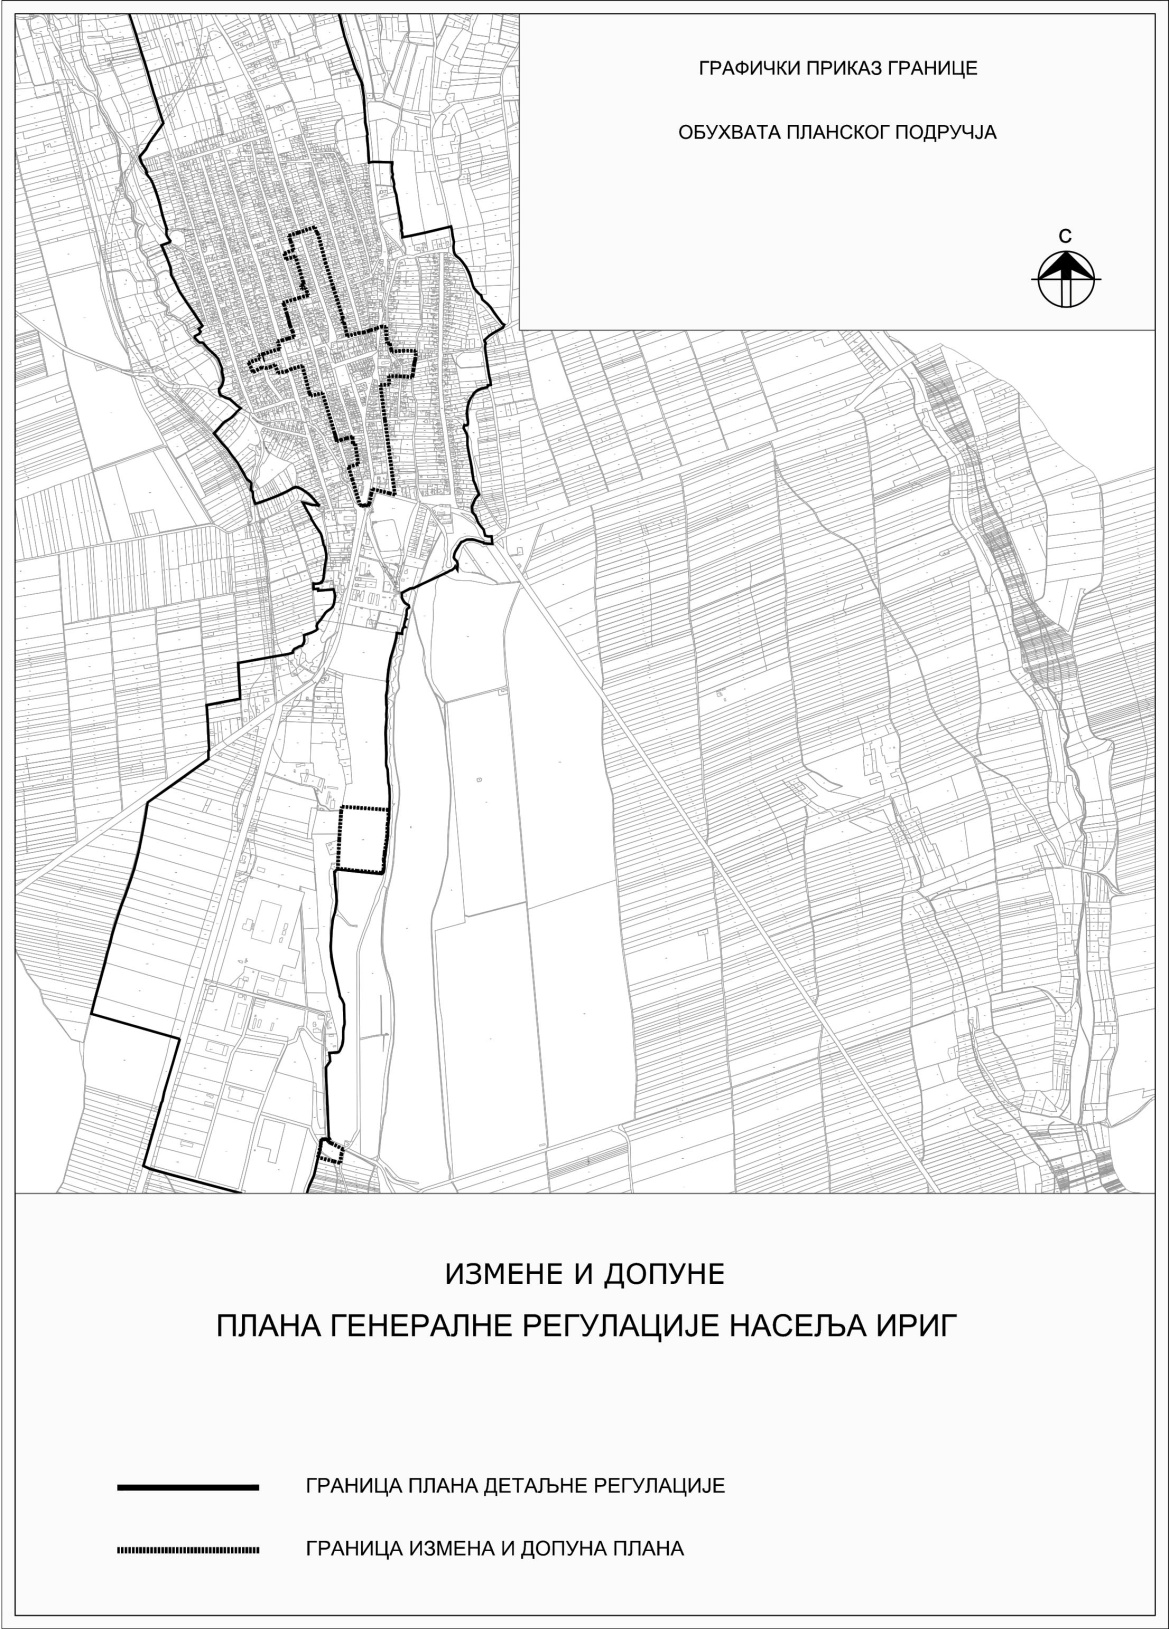 ГРАФИЧКИ ПРИКАЗ ГРАНИЦЕ
ОБУХВАТА ПЛАНСКОГ ПОДРУЧЈА
С
ИЗМЕНЕ И ДОПУНЕ
ПЛАНА ГЕНЕРАЛНЕ РЕГУЛАЦИЈЕ НАСЕЉА ИРИГ
ГРАНИЦА ПЛАНА ДЕТАЉНЕ РЕГУЛАЦИЈЕ
ГРАНИЦА ИЗМЕНА И ДОПУНА ПЛАНА